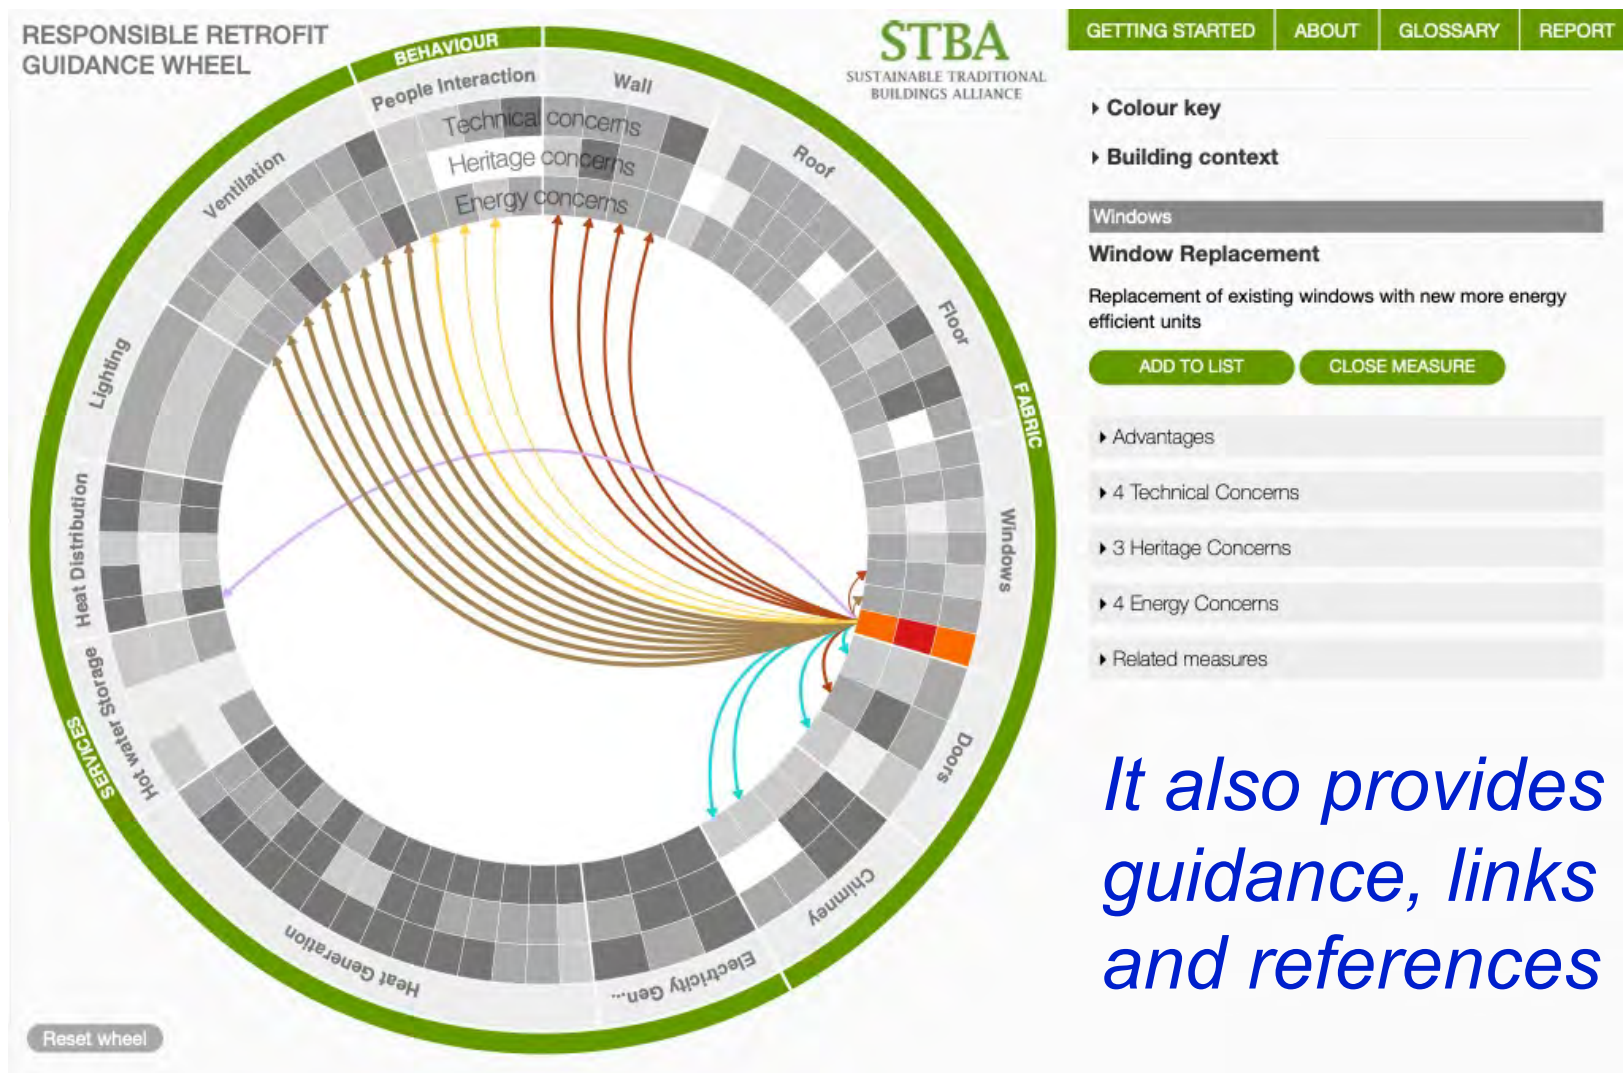 RESPONSIBLE RETROFIT
GUIDANCE WHEEL
STBA
SUSTAINABLE TRADITIONAL
BUILDINGS ALLIANCE
GETTING STARTED
ABOUT
GLOSSARY
REPORT
BEHAVIOUR
People Interaction
Wall
Technical concerns
Heritage concerns
Energy concerns
Roof
Floor
FABRIC
Windows
Doors
Chimney
Electricity Gen...
Heat Generation
Hot water Storage
SERVICES
Heat Distribution
Lighting
Ventilation
Colour key
Building context
Windows
Window Replacement
Replacement of existing windows with new more energy
efficient units
ADD TO LIST
CLOSE MEASURE
Advantages
4 Technical Concerns
3 Heritage Concerns
4 Energy Concerns
Related measures
It also provides
guidance, links
and references
Reset wheel